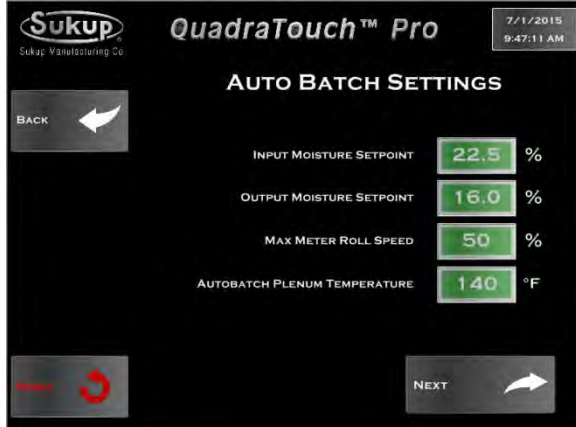 Sukup
Sukup Manufacturing Co
QuadraTouch™ Pro
7/1/2015
9:47:11 AM
AUTO BATCH SETTINGS
BACK
INPUT MOISTURE SETPOINT 22.5 %
OUTPUT MOISTURE SETPOINT 16.0 %
MAX METER ROLL SPEED 50 %
AUTOBATCH PLENUM TEMPERATURE 140 °F
RESET
NEXT